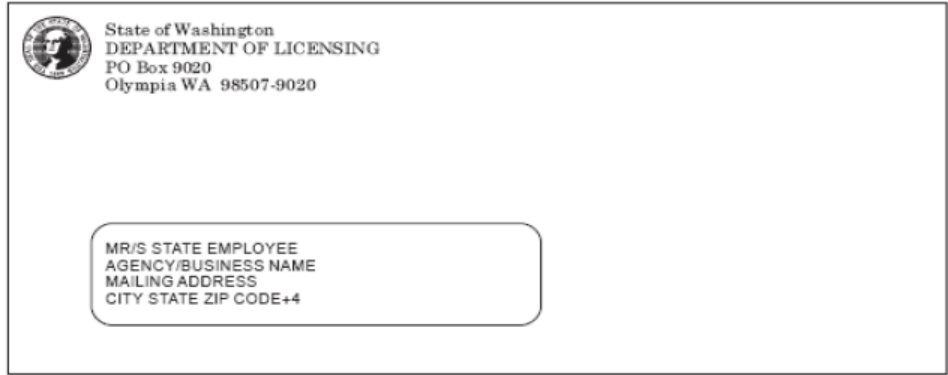 State of Washington
DEPARTMENT OF LICENSING
PO Box 9020
Olympia WA 98507-9020
MR/S STATE EMPLOYEE
AGENCY/BUSINESS NAME
MAILING ADDRESS
CITY STATE ZIP CODE+4